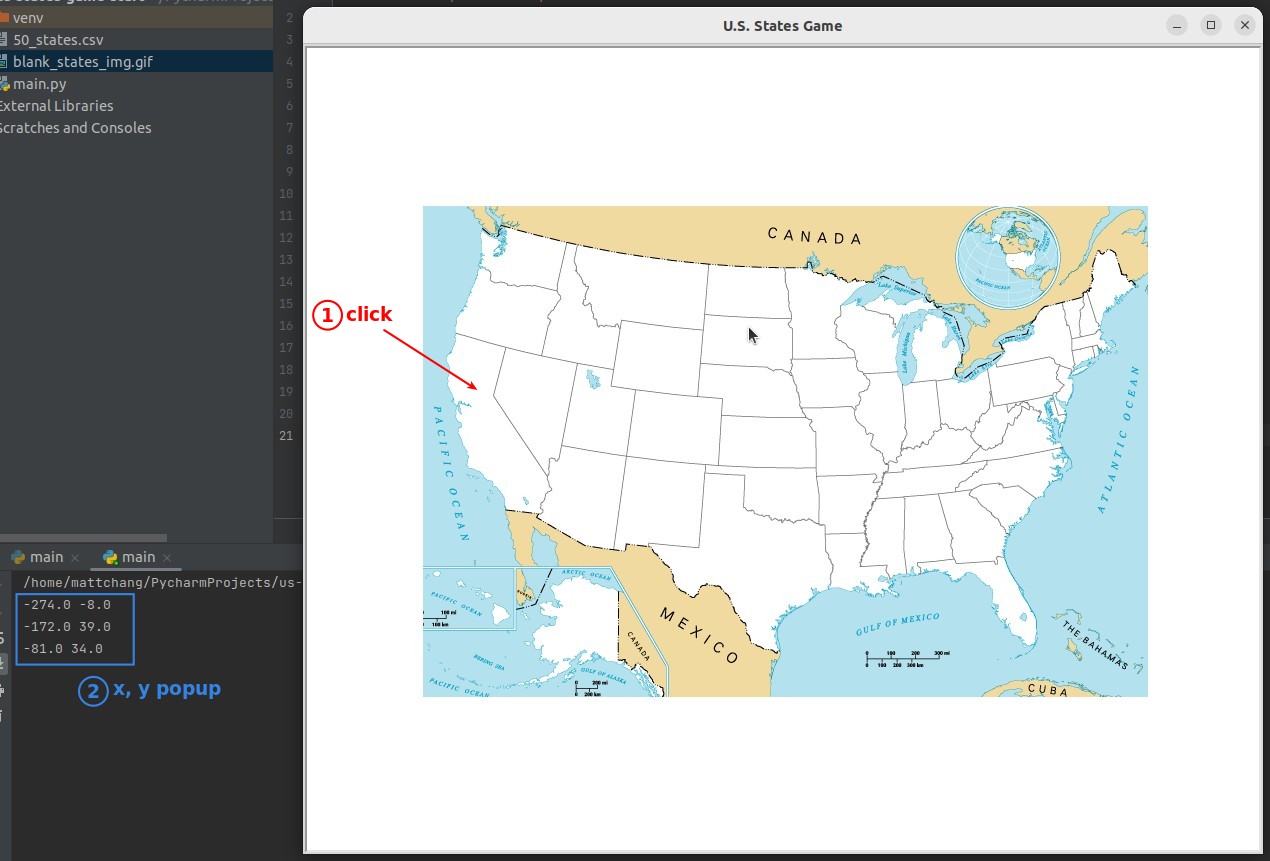 U.S. States Game
venv
50_states.csv
blank_states_img.gif
main.py
External Libraries
Scratches and Consoles
2
3
4
5
6
7
8
9
10
11
12
13
14
15
16
17
18
19
20
21
1 click
CANADA
Lake Superior
Lake Michigan
PACIFIC OCEAN
PACIFIC OCEAN
ATLANTIC OCEAN
MEXICO
GULF OF MEXICO
0 100 200 300 mi
0 100 200 300 km
THE BAHAMAS
CUBA
ARCTIC OCEAN
RUSSIA
CANADA
PACIFIC OCEAN
100 mi
100 km
BERING SEA
GULF OF ALASKA
PACIFIC OCEAN
0 200 mi
0 200 km
main
main
/home/mattchang/PycharmProjects/us-
-274.0 -8.0
-172.0 39.0
-81.0 34.0
2 x, y popup